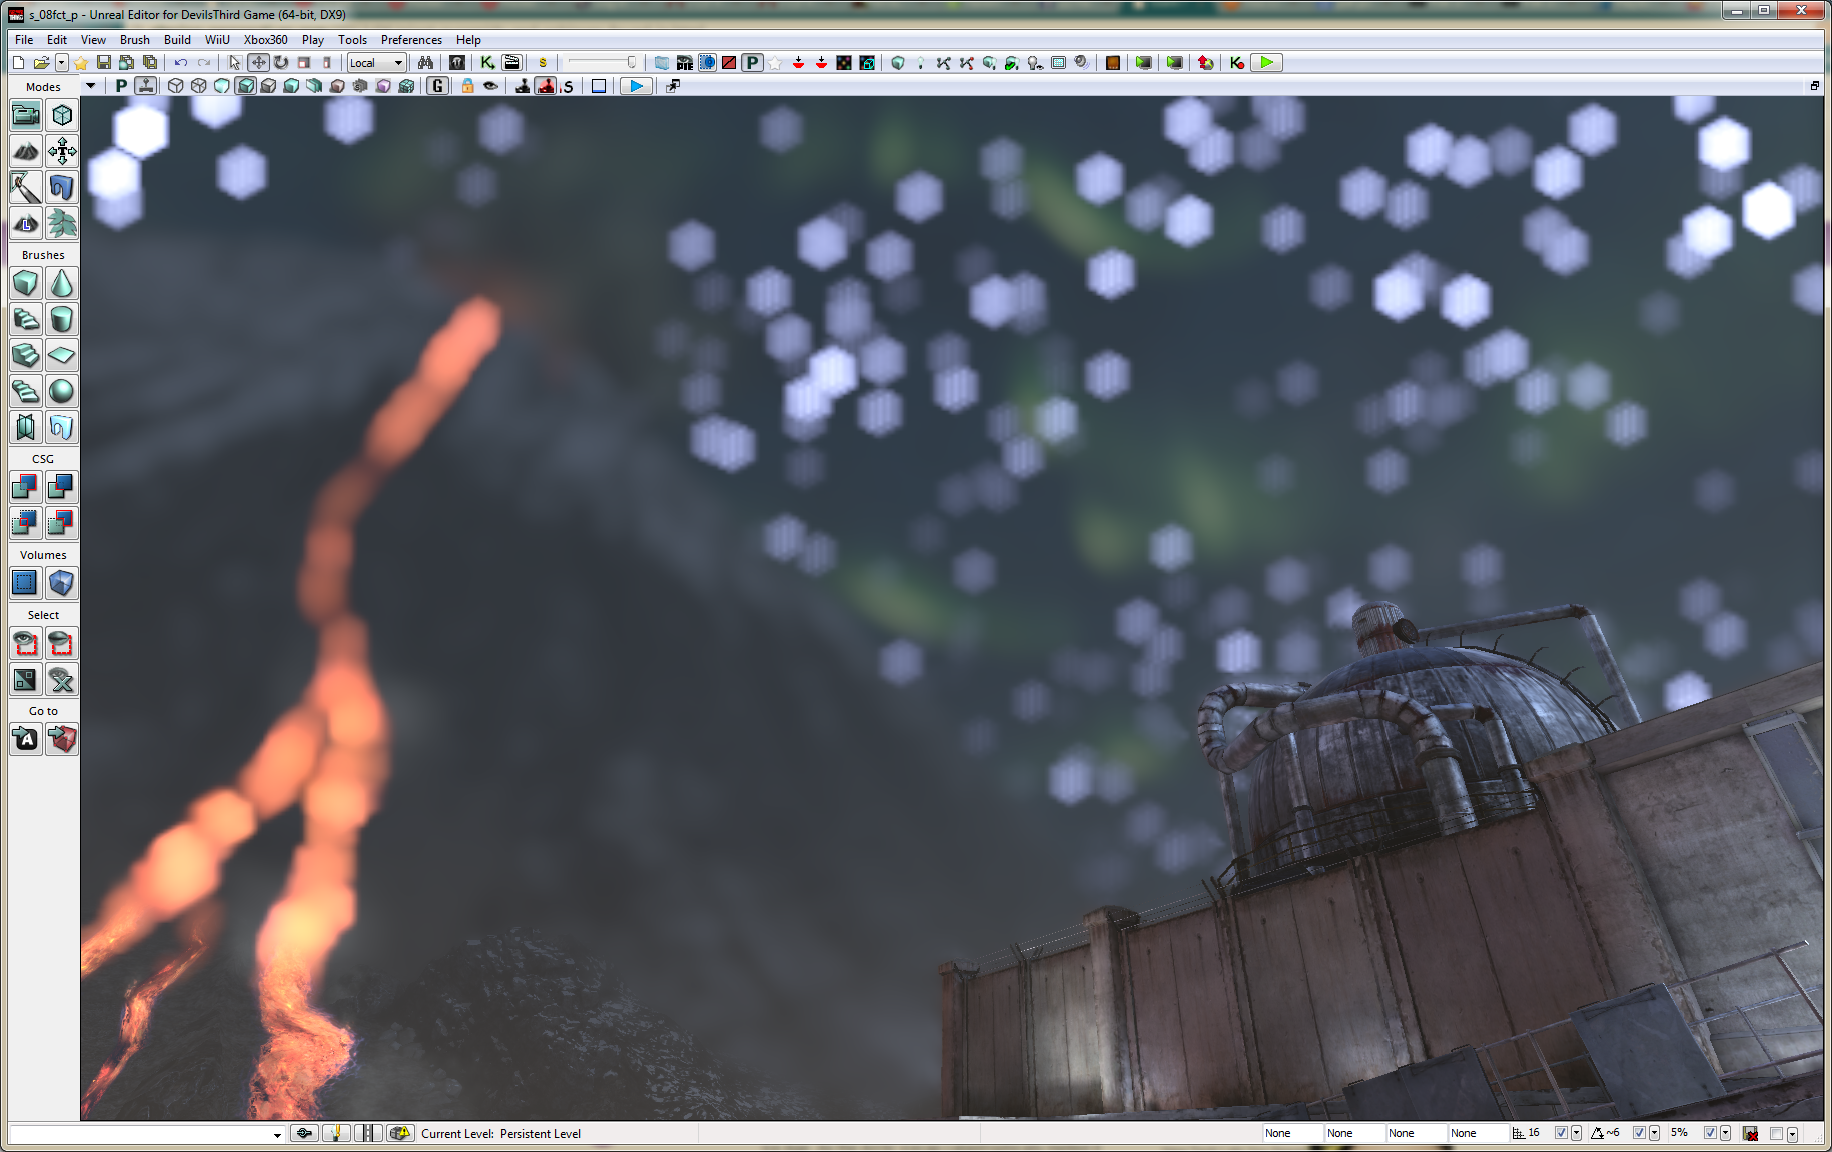 s_08fct_p - Unreal Editor for DevilsThird Game (64-bit, DX9)
File Edit View Brush Build WiiU Xbox360 Play Tools Preferences Help
Local
Modes
Brushes
CSG
Volumes
Select
Go to
Current Level: Persistent Level
None None None None 16 ~6 5%